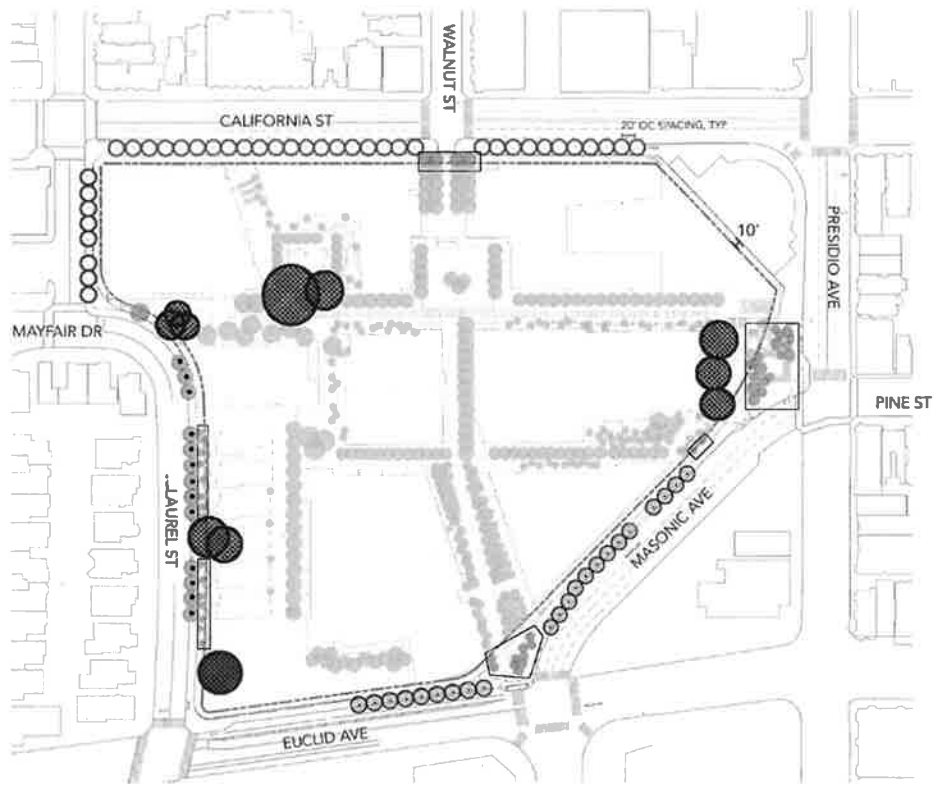 WALNUT ST
CALIFORNIA ST
20' OC SPACING, TYP
10'
PRESIDIO AVE
MAYFAIR DR
PINE ST
LAUREL ST
MASONIC AVE
EUCLID AVE